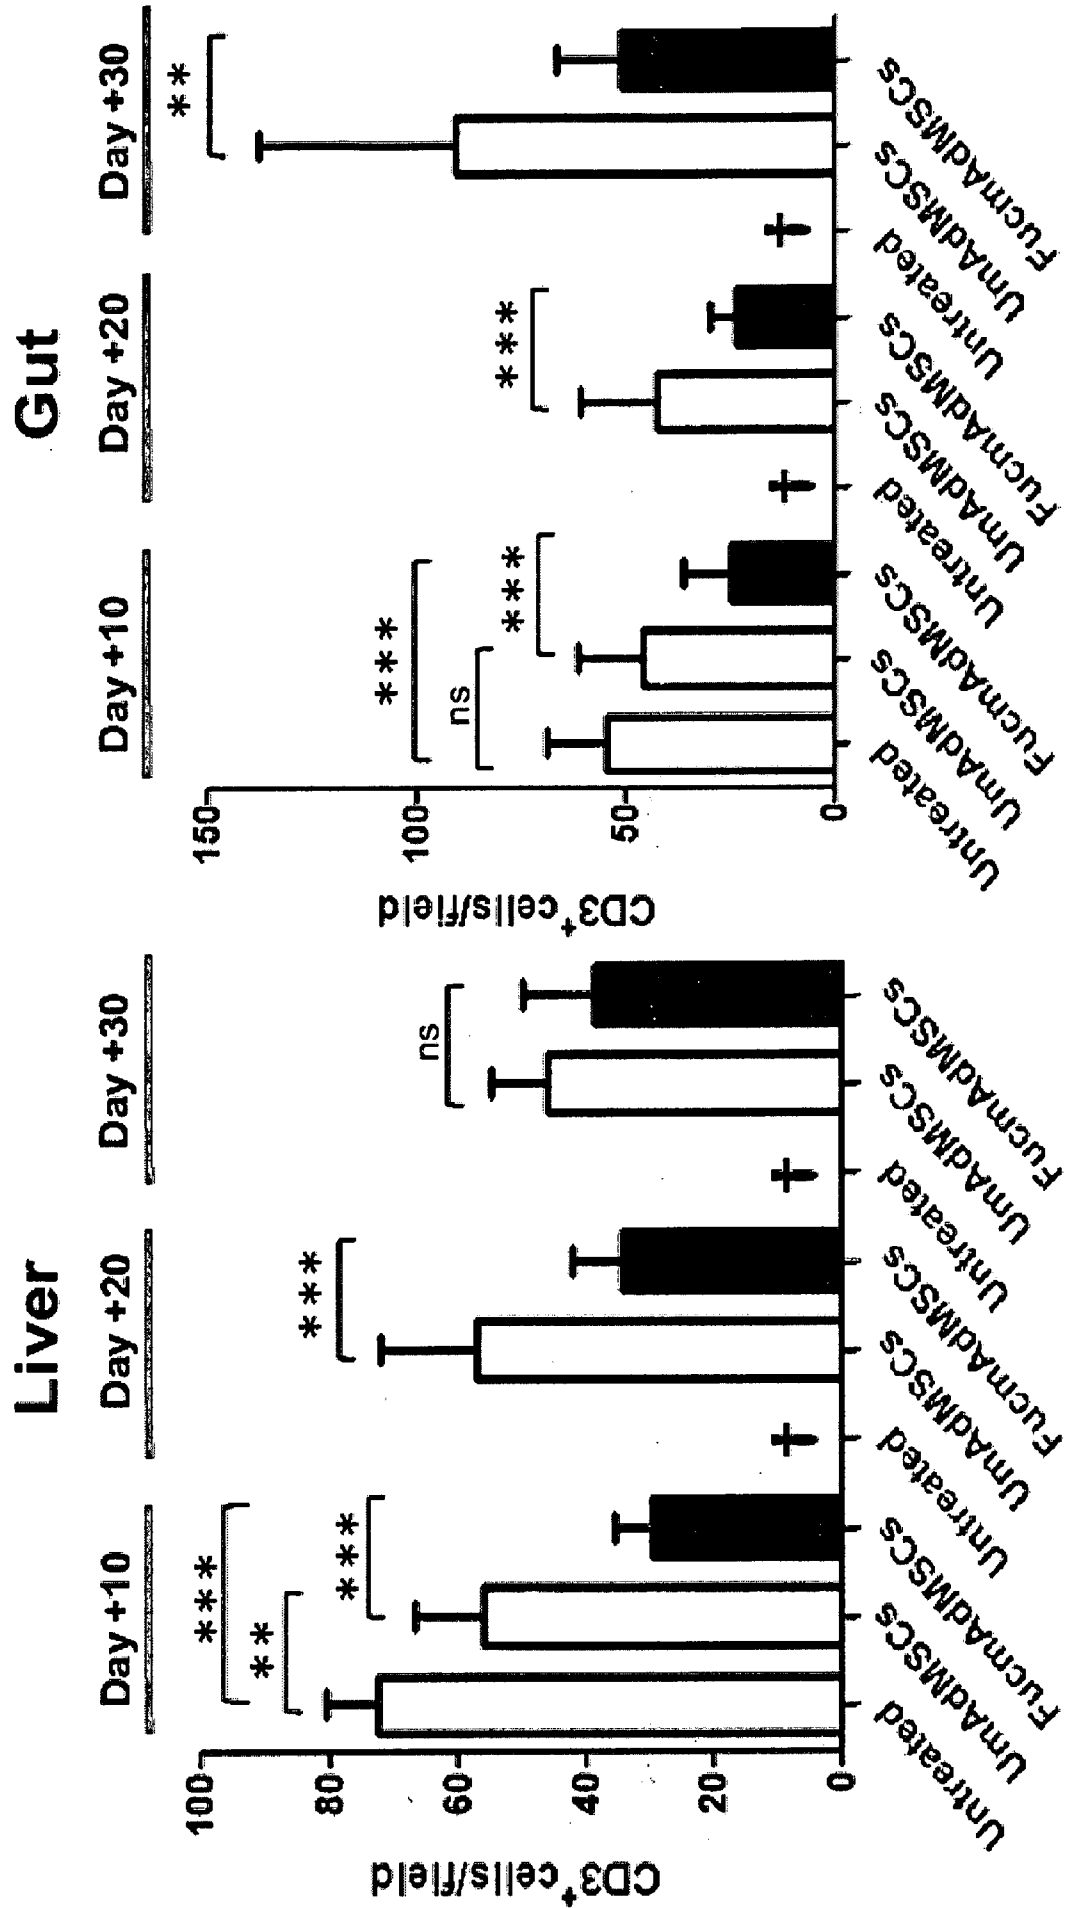 Liver
Day +10
Day +20
Day +30
***
**
***
***
ns
CD3+cells/field
100
80
60
40
20
0
Untreated
UmAdMSCs
FucmAdMSCs
Untreated
UmAdMSCs
FucmAdMSCs
Untreated
UmAdMSCs
FucmAdMSCs
Gut
Day +10
Day +20
Day +30
***
ns
***
***
**
CD3+cells/field
150
100
50
0
Untreated
UmAdMSCs
FucmAdMSCs
Untreated
UmAdMSCs
FucmAdMSCs
Untreated
UmAdMSCs
FucmAdMSCs